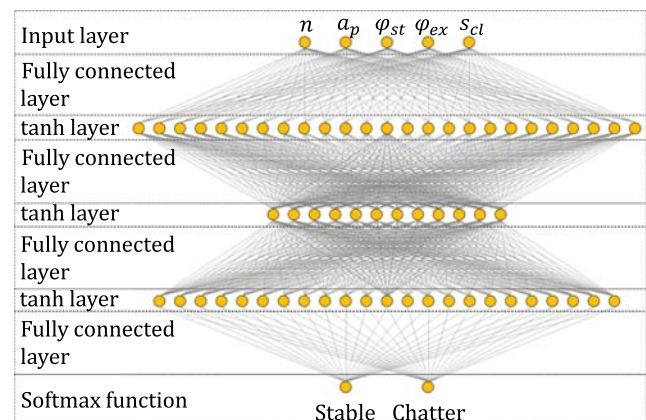 n a_p φ_st φ_ex s_cl
Input layer
Fully connected
layer
tanh layer
Fully connected
layer
tanh layer
Fully connected
layer
tanh layer
Fully connected
layer
Softmax function
Stable Chatter